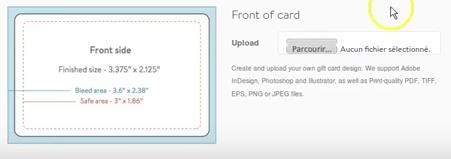 Front side
Finished size - 3.375" x 2.125"
Bleed area - 3.6" x 2.38"
Safe area - 3" x 1.86"
Front of card
Upload
Parcourir... Aucun fichier sélectionné.
Create and upload your own gift card design. We support Adobe
InDesign, Photoshop and Illustrator, as well as Print-quality PDF, TIFF,
EPS, PNG or JPEG files.